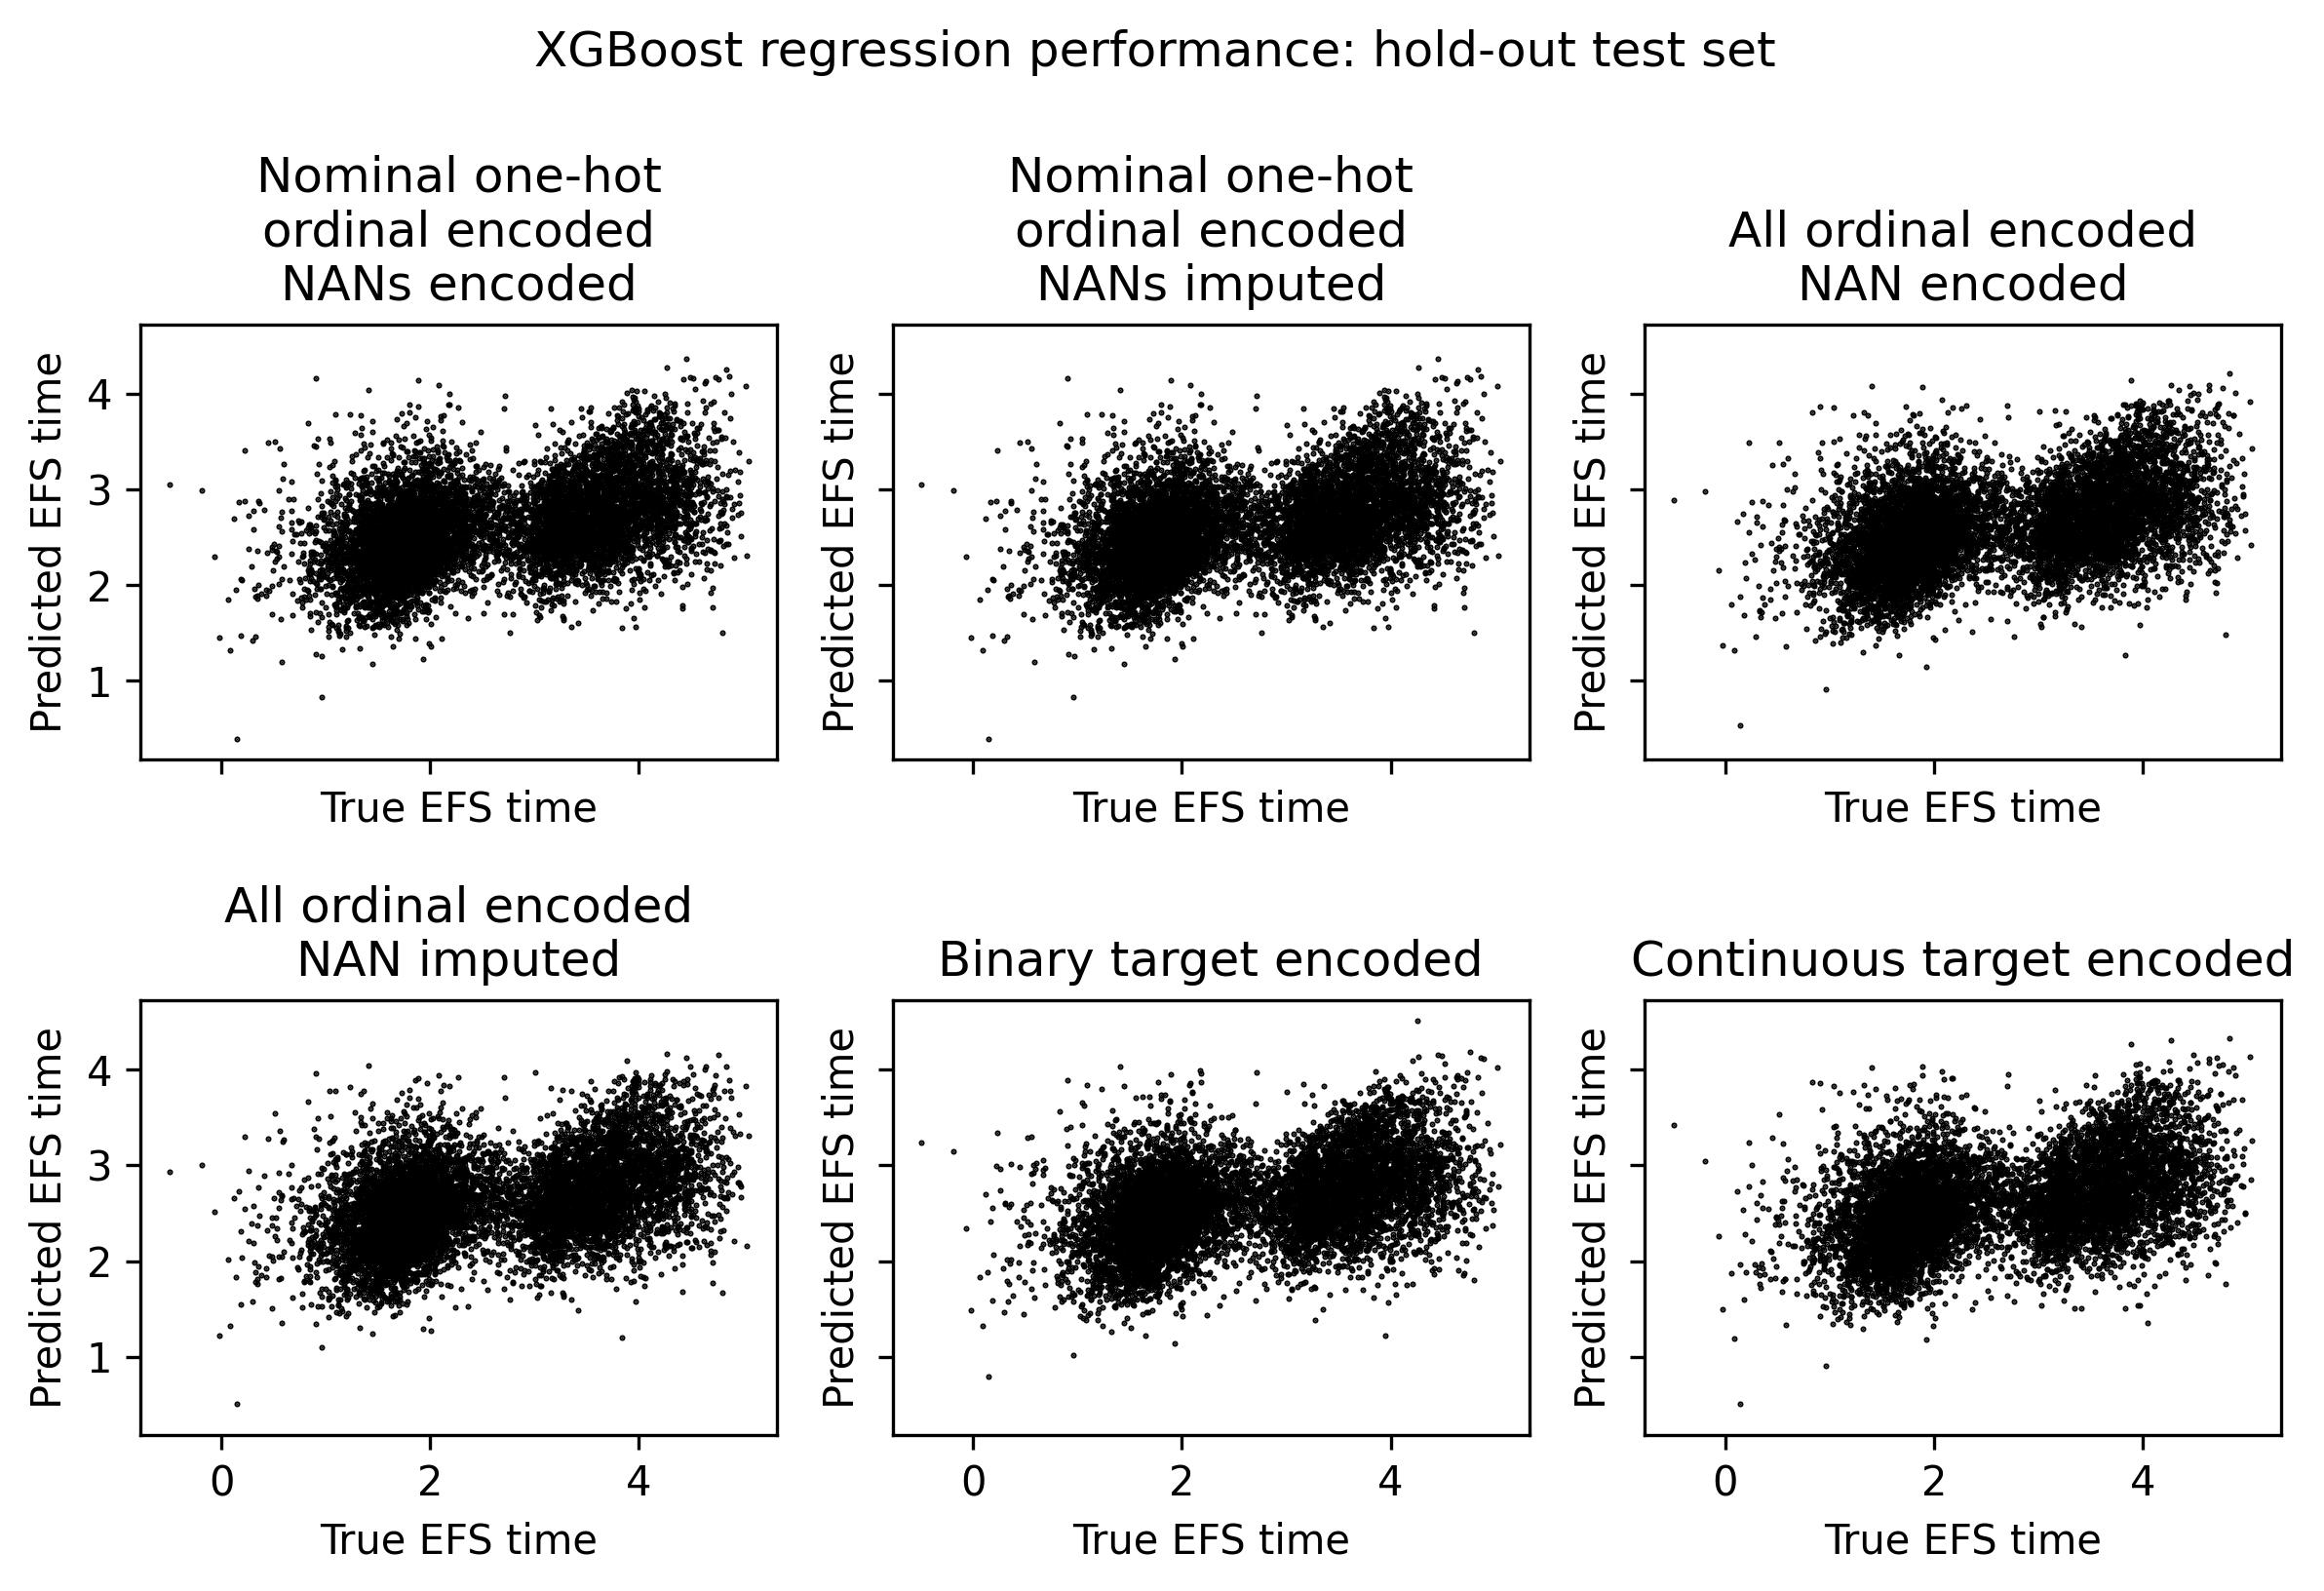 XGBoost regression performance: hold-out test set
Nominal one-hot
ordinal encoded
NANs encoded
Predicted EFS time
4
3
2
1
True EFS time
Nominal one-hot
ordinal encoded
NANs imputed
Predicted EFS time
True EFS time
All ordinal encoded
NAN encoded
Predicted EFS time
True EFS time
All ordinal encoded
NAN imputed
Predicted EFS time
4
3
2
1
0 2 4
True EFS time
Binary target encoded
Predicted EFS time
0 2 4
True EFS time
Continuous target encoded
Predicted EFS time
0 2 4
True EFS time